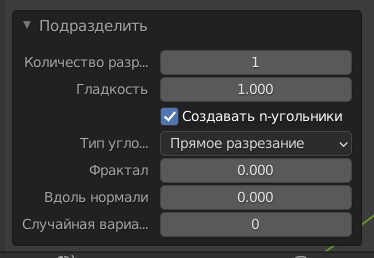 Подразделить
Количество разр... 1
Гладкость 1.000
Создавать n-угольники
Тип угло... Прямое разрезание
Фрактал 0.000
Вдоль нормали 0.000
Случайная вариа... 0